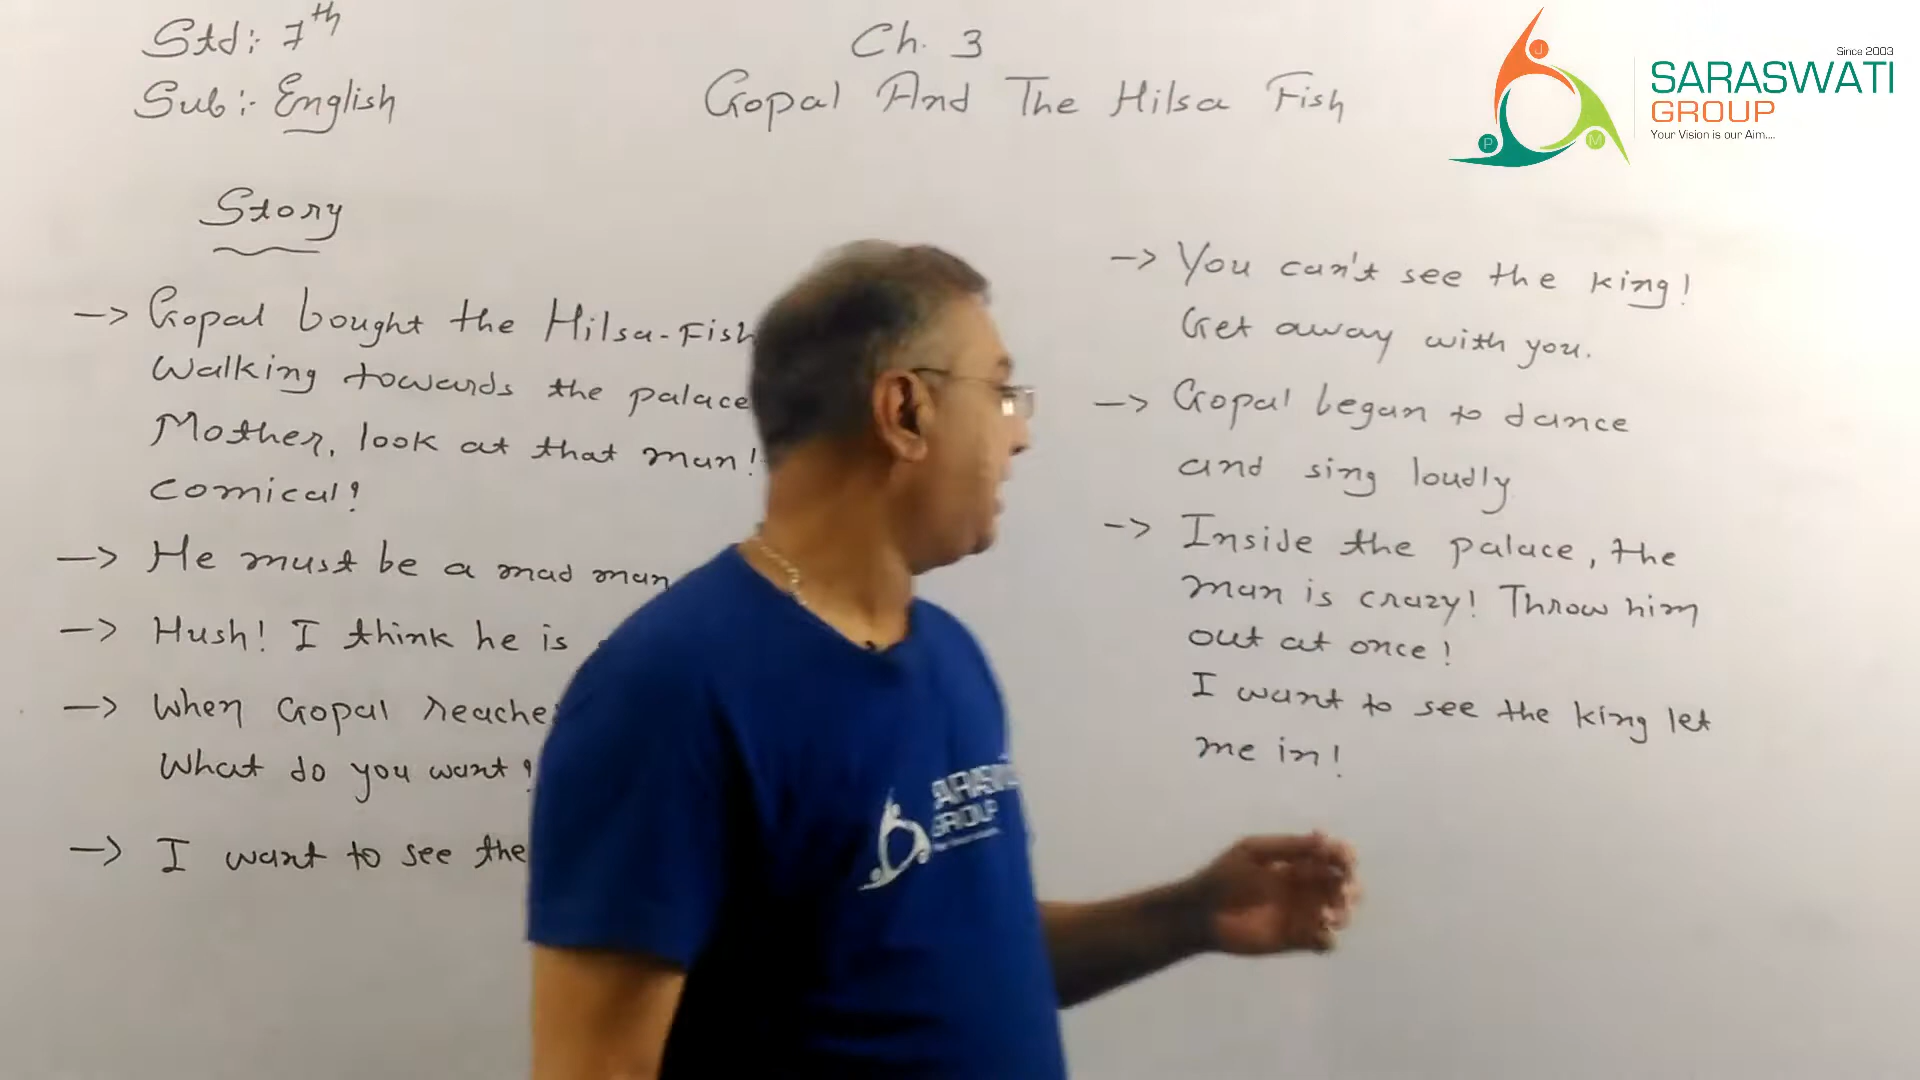 Std:- 7th
Sub:- English
Ch. 3
Gopal And The Hilsa Fish
Since 2003
SARASWATI
GROUP
Your Vision is our Aim....
J
P
M
Story
-> Gopal bought the Hilsa-Fish
Walking towards the palace
Mother, look at that man!
comical!
-> He must be a mad man
-> Hush! I think he is
-> When Gopal reache
What do you want?
-> I want to see the
-> You can't see the king!
Get away with you.
-> Gopal began to dance
and sing loudly
-> Inside the palace, the
man is crazy! Throw him
out at once!
I want to see the king let
me in!
GROUP